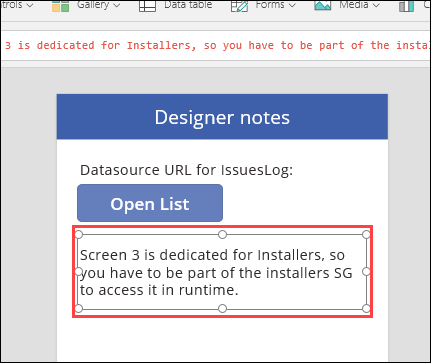 Gallery
Data table
Forms
Media
3 is dedicated for Installers, so you have to be part of the
Designer notes
Datasource URL for IssuesLog:
Open List
Screen 3 is dedicated for Installers, so
you have to be part of the installers SG
to access it in runtime.